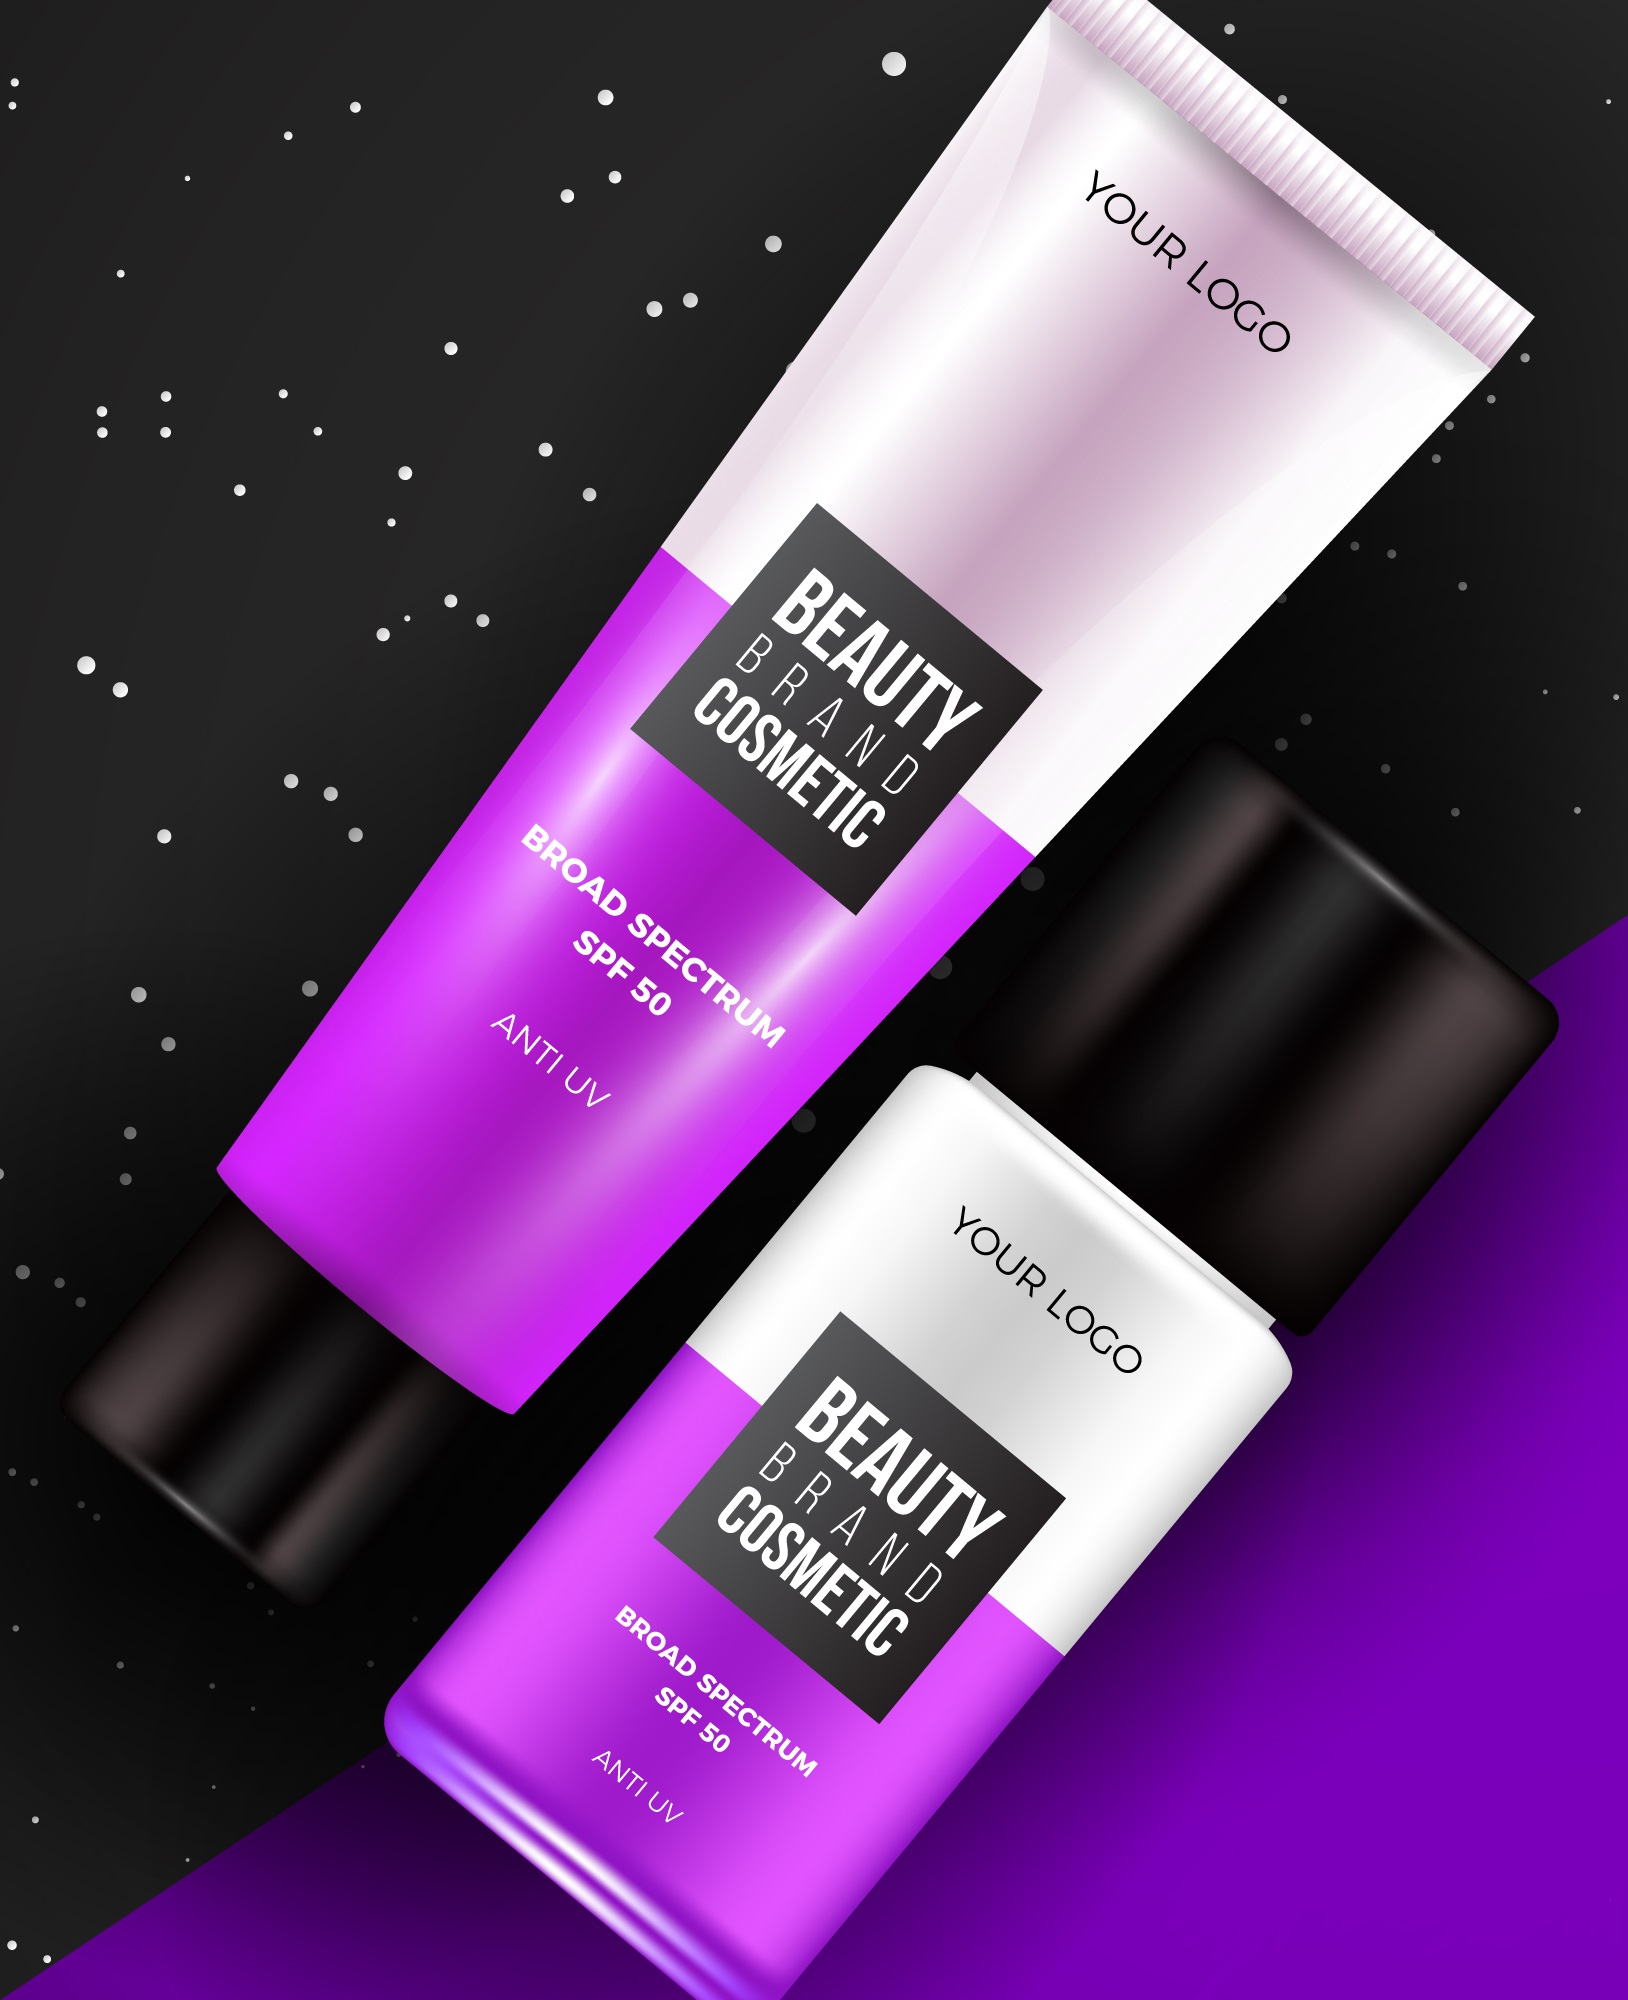 YOUR LOGO
BEAUTY
BRAND
COSMETIC
BROAD SPECTRUM
SPF 50
ANTI UV
YOUR LOGO
BEAUTY
BRAND
COSMETIC
BROAD SPECTRUM
SPF 50
ANTI UV